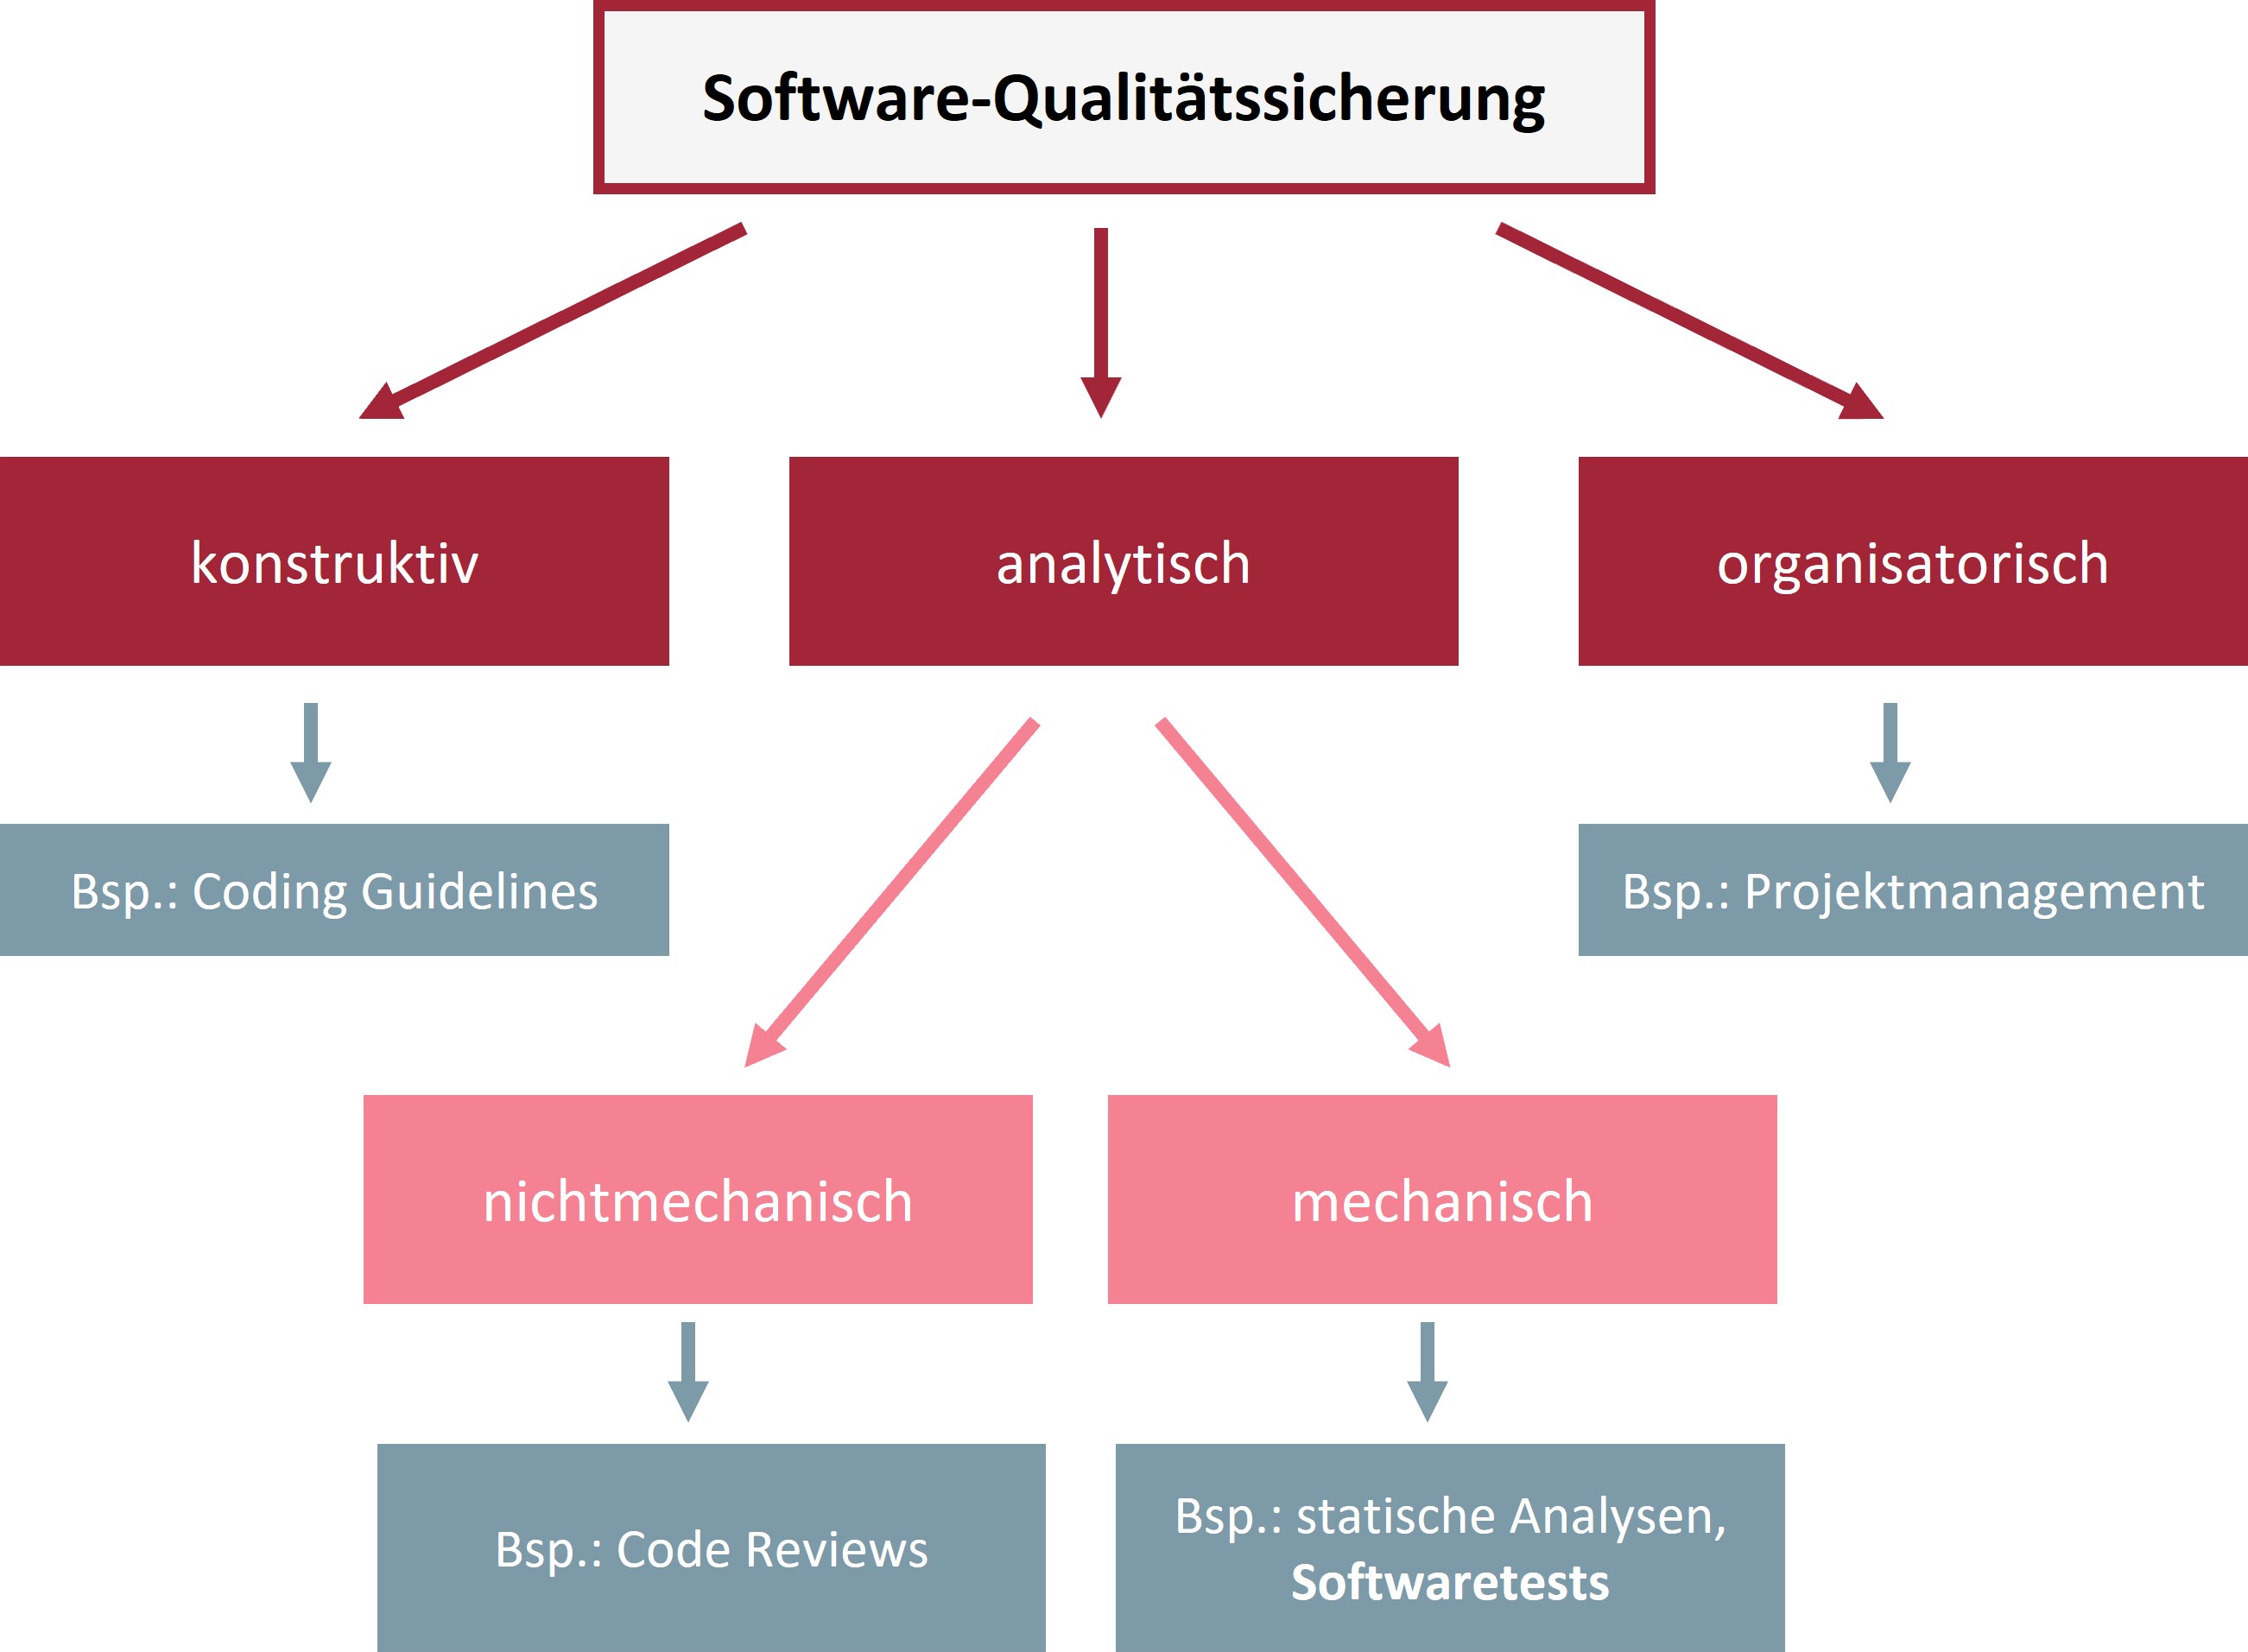 Software-Qualitätssicherung
konstruktiv
analytisch
organisatorisch
Bsp.: Coding Guidelines
Bsp.: Projektmanagement
nichtmechanisch
mechanisch
Bsp.: Code Reviews
Bsp.: statische Analysen,
Softwaretests